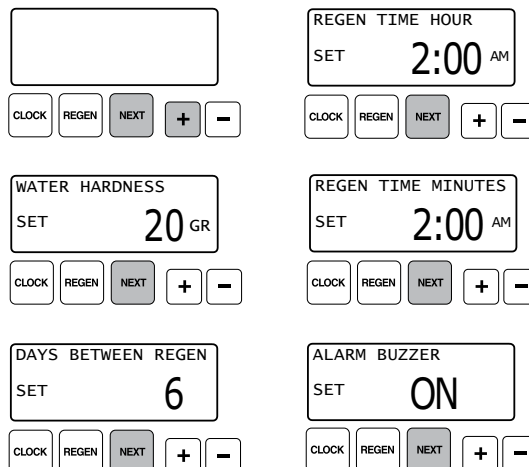 CLOCK REGEN NEXT + −
WATER HARDNESS
SET 20 GR
CLOCK REGEN NEXT + −
DAYS BETWEEN REGEN
SET 6
CLOCK REGEN NEXT + −
REGEN TIME HOUR
SET 2:00 AM
CLOCK REGEN NEXT + −
REGEN TIME MINUTES
SET 2:00 AM
CLOCK REGEN NEXT + −
ALARM BUZZER
SET ON
CLOCK REGEN NEXT + −